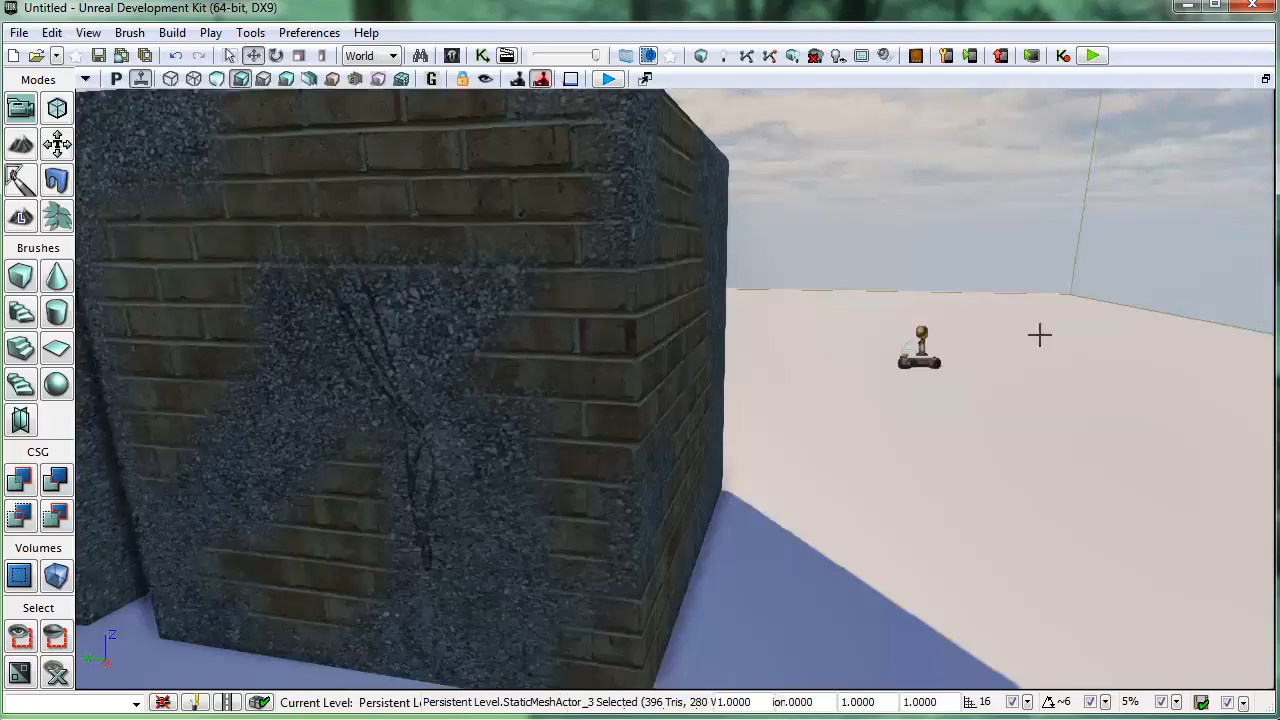 Untitled - Unreal Development Kit (64-bit, DX9)
File Edit View Brush Build Play Tools Preferences Help
World
Modes
P G
L
Brushes
CSG
Volumes
Select
Z
Current Level: Persistent L Persistent Level.StaticMeshActor_3 Selected (396 Tris, 280 V 1.0000 ior.0000 1.0000 1.0000 16 ~6 5%